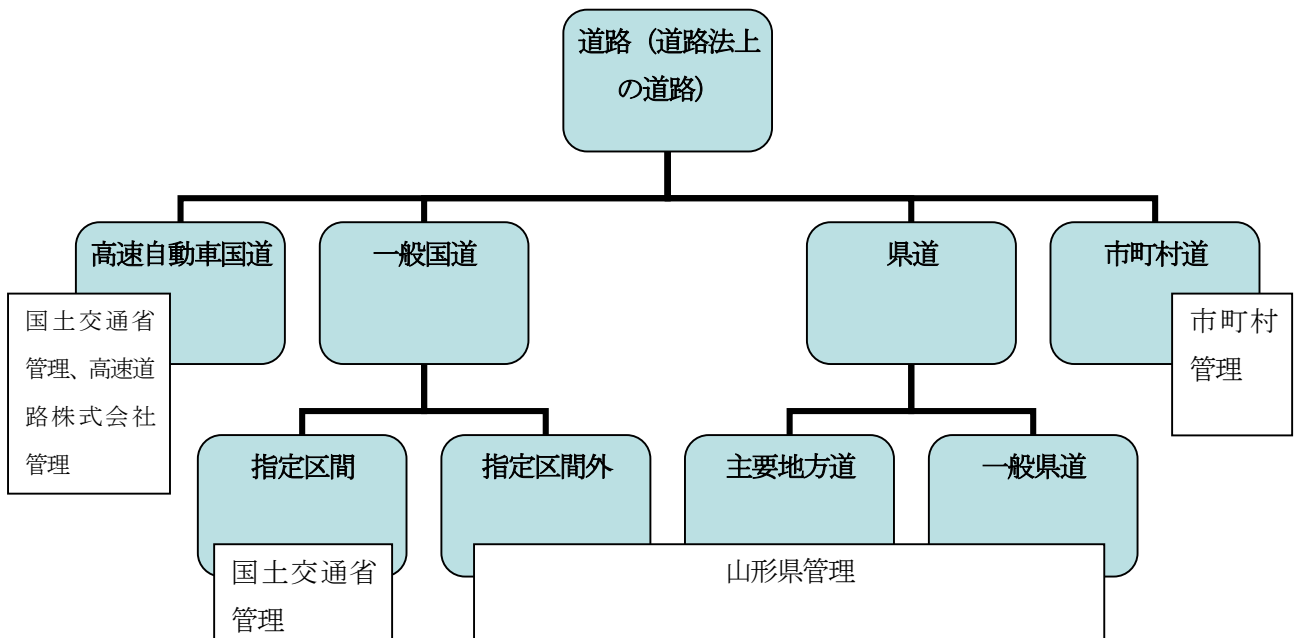 道路（道路法上
の道路）
高速自動車国道
一般国道
県道
市町村道
国土交通省
管理、高速道
路株式会社
管理
市町村
管理
指定区間
指定区間外
主要地方道
一般県道
国土交通省
管理
山形県管理